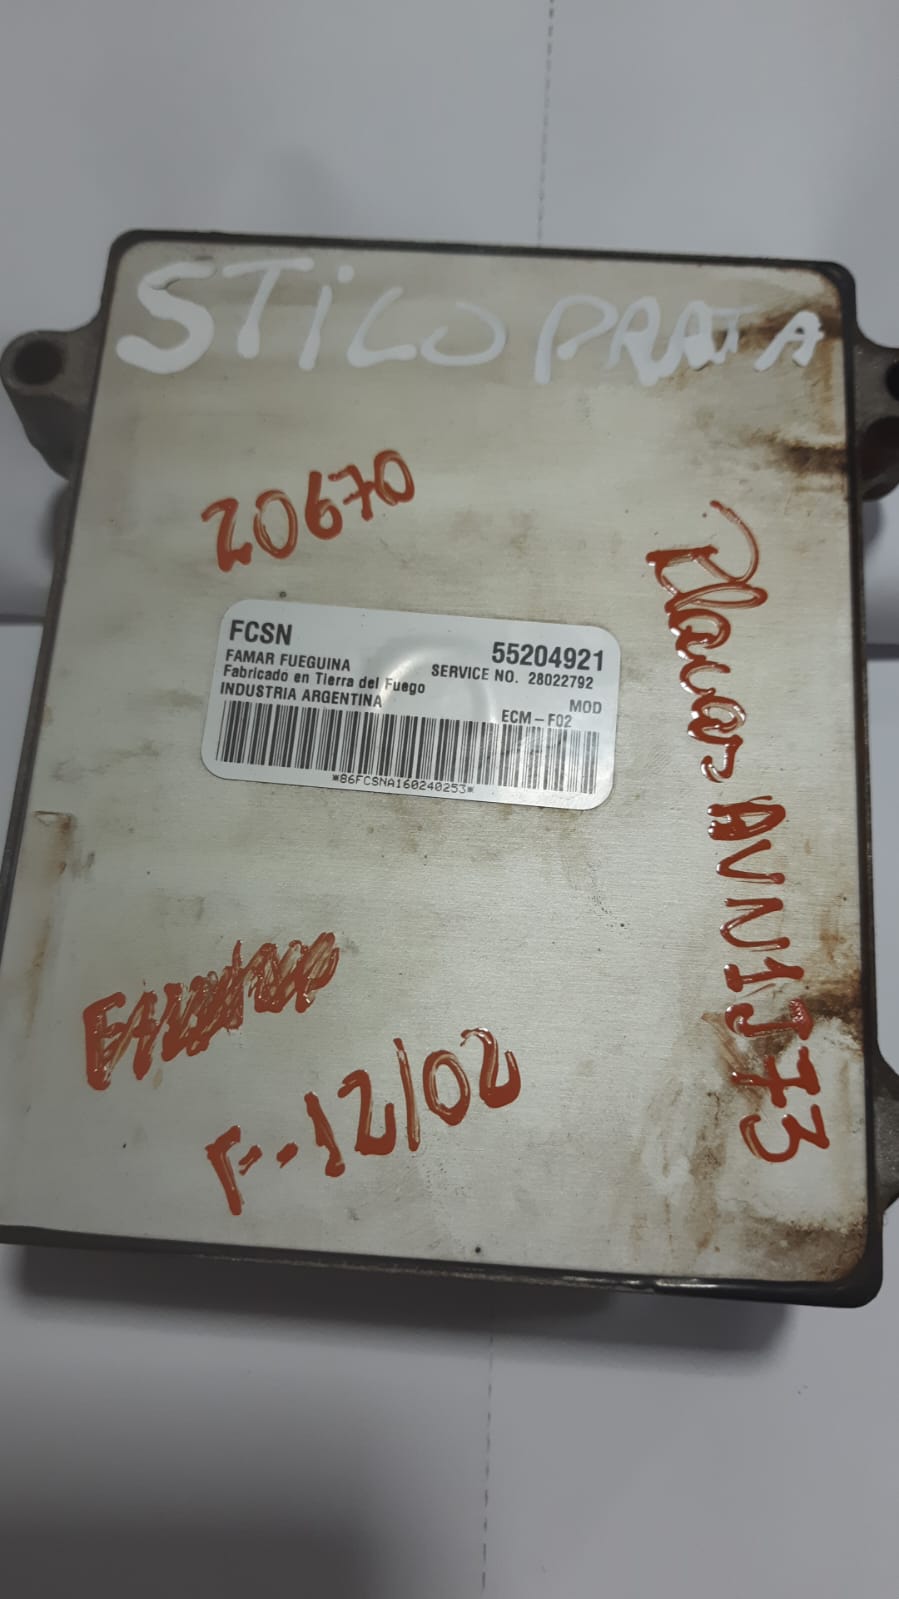 STiLO PRATA
20670
FCSN
55204921
FAMAR FUEGUINA
SERVICE NO. 28022792
Fabricado en Tierra del Fuego
INDUSTRIA ARGENTINA
MOD
ECM-F02
*86FCSNA160240253*
AVN1J73
F--12/02